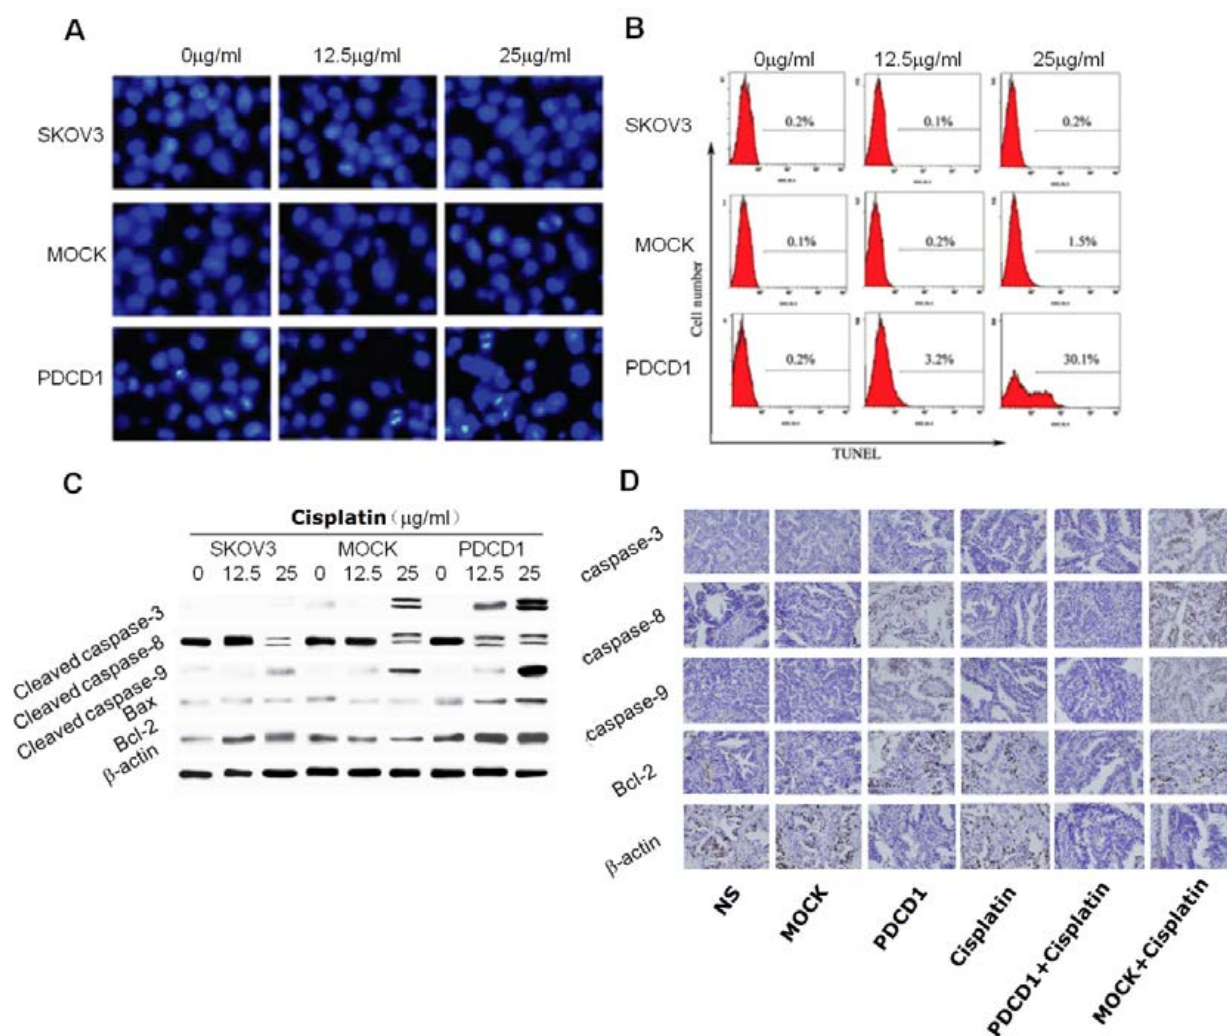 A
0μg/ml 12.5μg/ml 25μg/ml
SKOV3
MOCK
PDCD1
B
0μg/ml 12.5μg/ml 25μg/ml
SKOV3
0.2% 0.1% 0.2%
MOCK
0.1% 0.2% 1.5%
PDCD1
0.2% 3.2% 30.1%
Cell number
TUNEL
C
Cisplatin (μg/ml)
SKOV3 MOCK PDCD1
0 12.5 25 0 12.5 25 0 12.5 25
Cleaved caspase-3
Cleaved caspase-8
Cleaved caspase-9
Bax
Bcl-2
β-actin
D
caspase-3
caspase-8
caspase-9
Bcl-2
β-actin
NS
MOCK
PDCD1
Cisplatin
PDCD1+Cisplatin
MOCK+Cisplatin